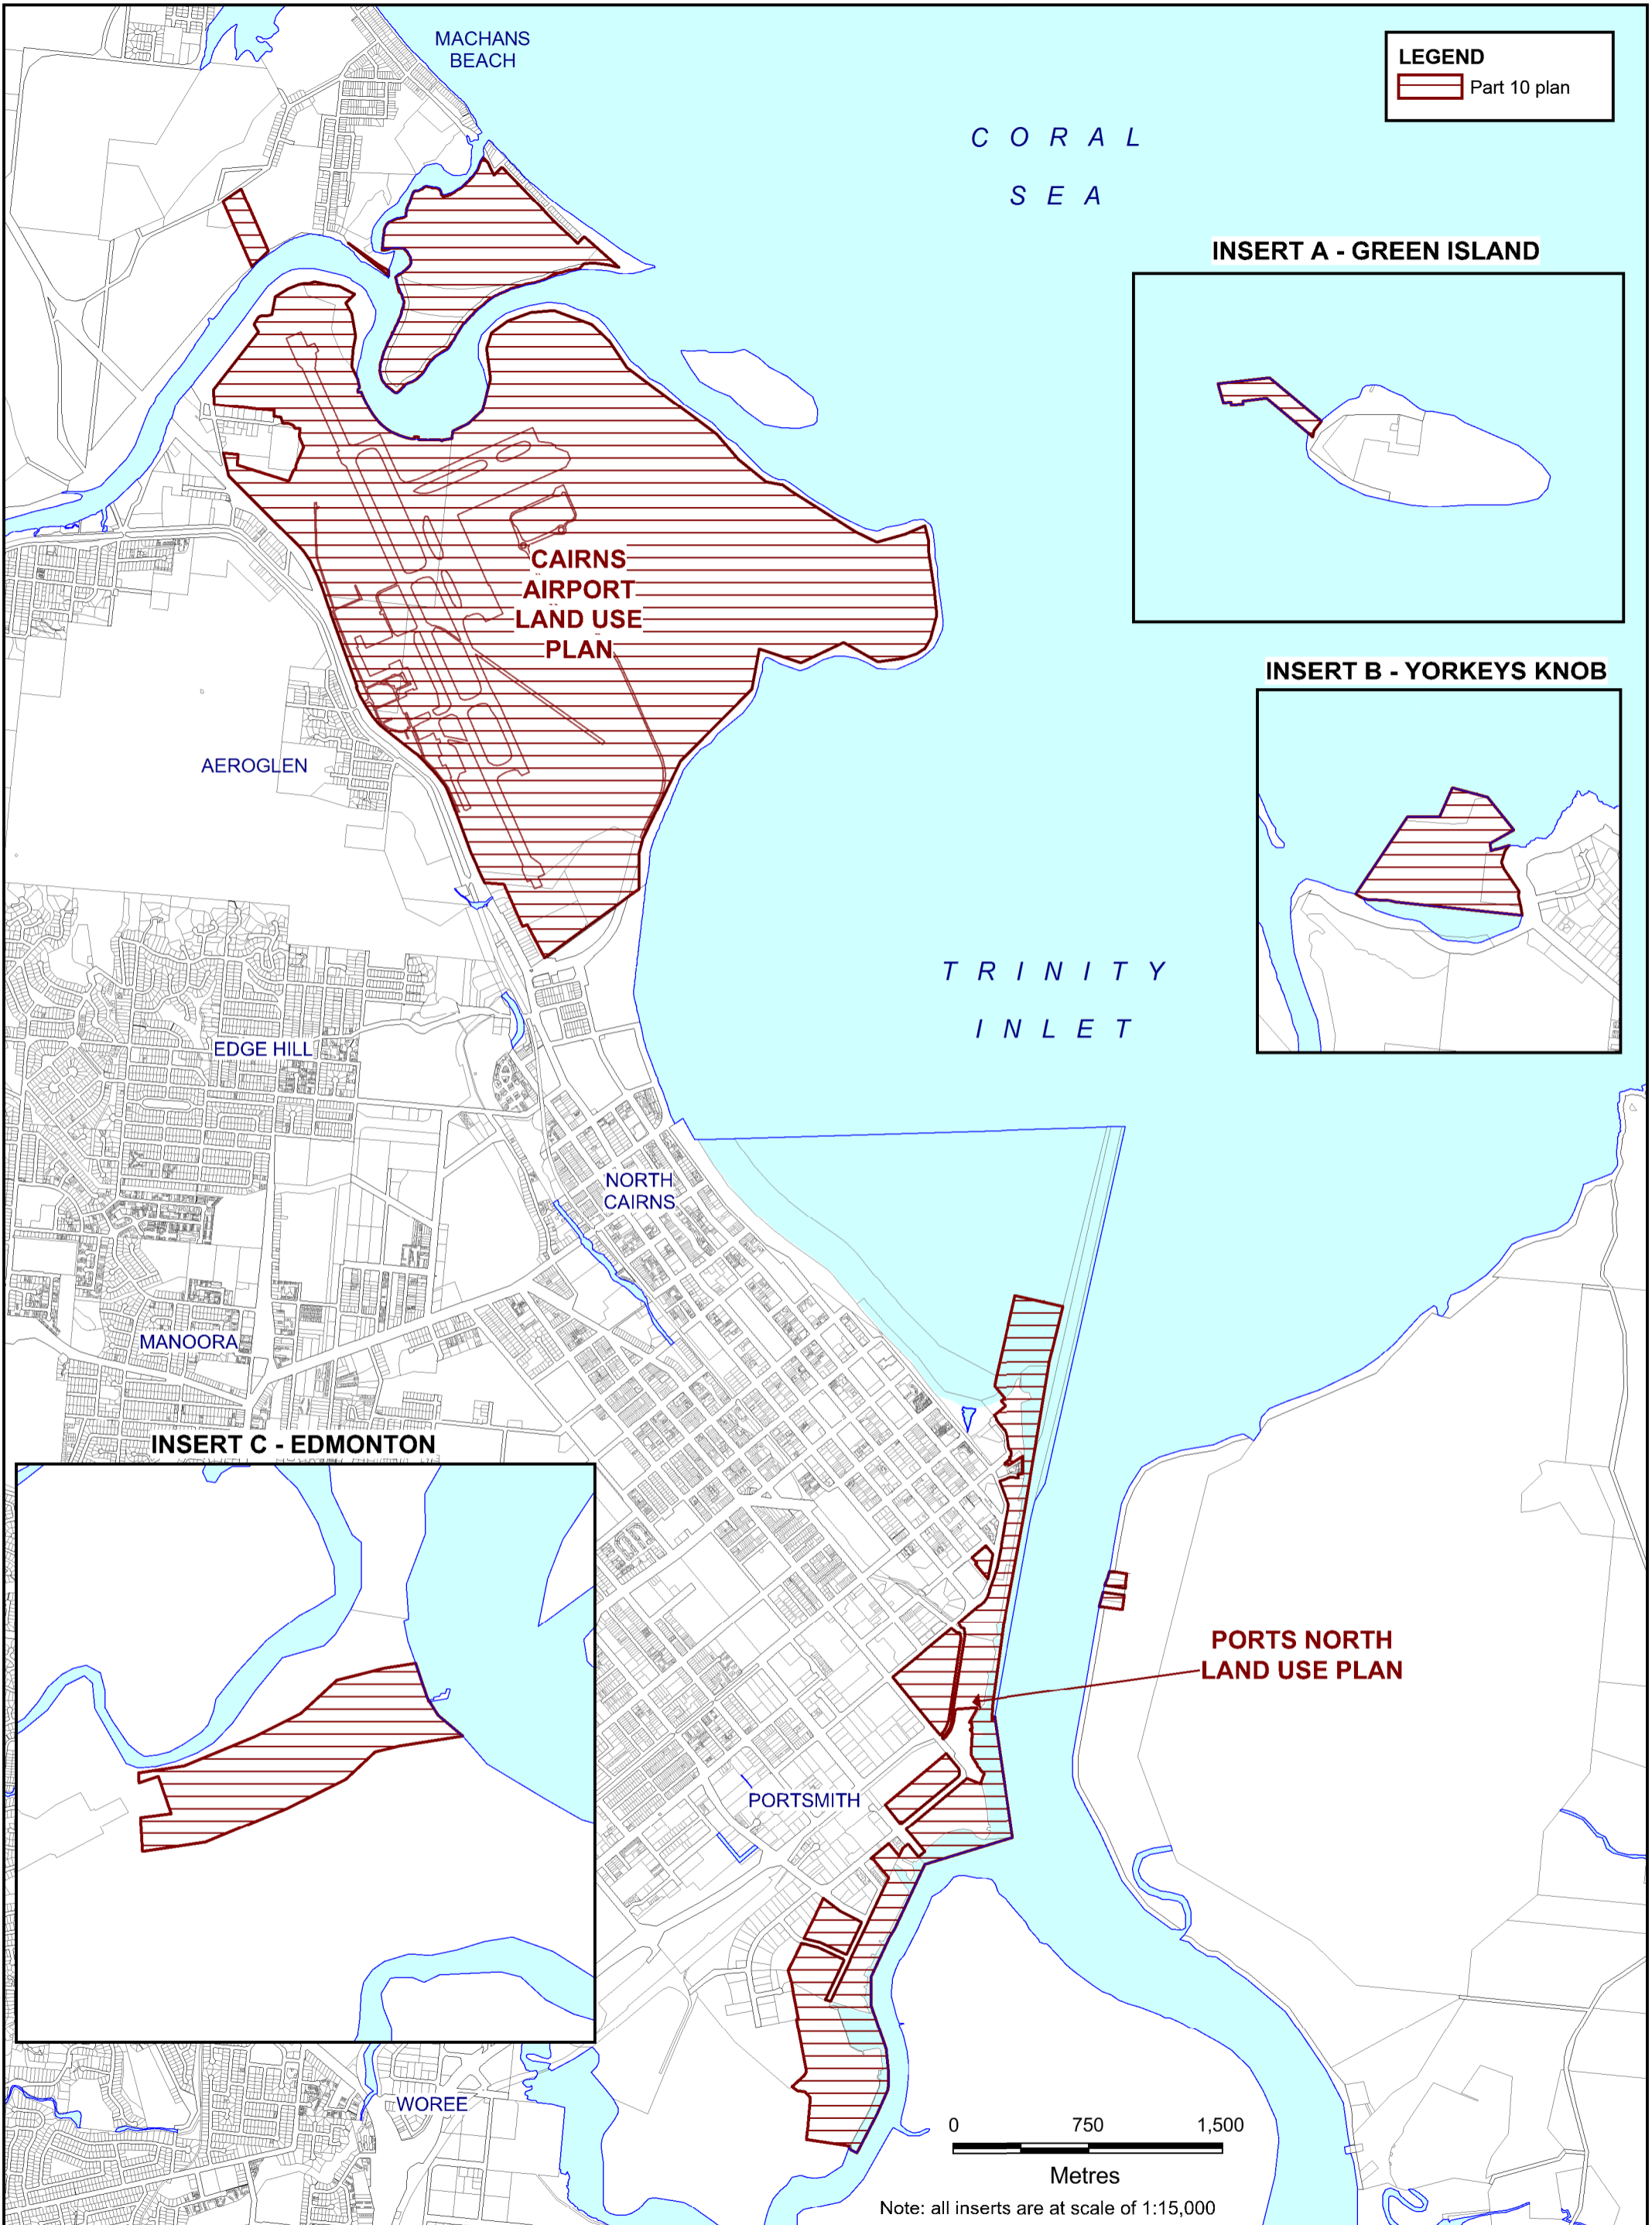 MACHANS
BEACH
LEGEND
Part 10 plan
C O R A L
S E A
INSERT A - GREEN ISLAND
CAIRNS
AIRPORT
LAND USE
PLAN
INSERT B - YORKEYS KNOB
AEROGLEN
T R I N I T Y
I N L E T
EDGE HILL
NORTH
CAIRNS
MANOORA
INSERT C - EDMONTON
PORTS NORTH
LAND USE PLAN
PORTSMITH
WOREE
0 750 1,500
Metres
Note: all inserts are at scale of 1:15,000